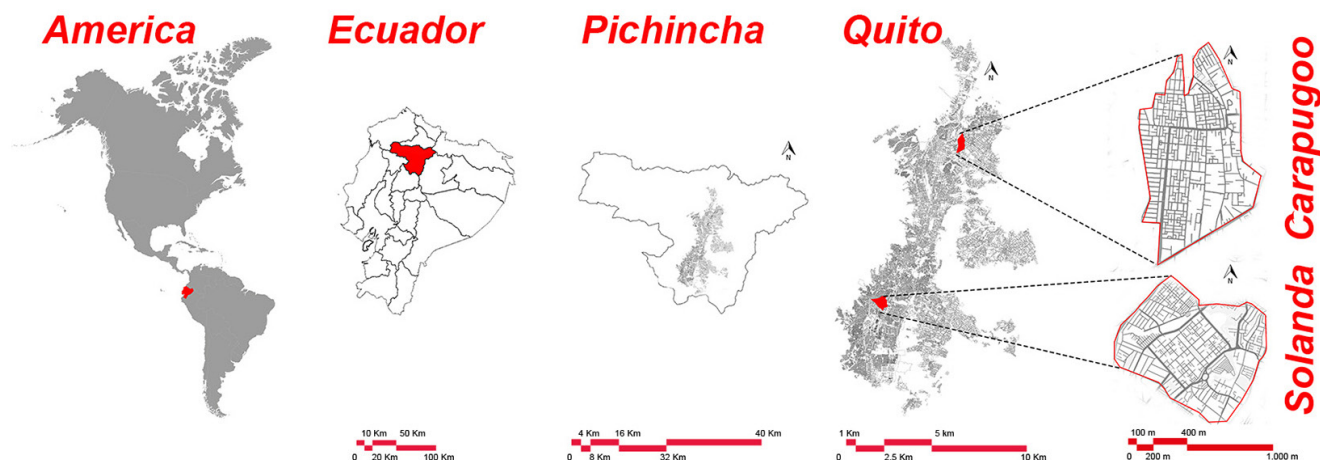 America
Ecuador
Pichincha
Quito
Carapugoo
Solanda
N
N
N
N
10 Km 50 Km
0 20 Km 100 Km
4 Km 16 Km 40 Km
0 8 Km 32 Km
1 Km 5 km
0 2.5 Km 10 Km
100 m 400 m
0 200 m 1.000 m